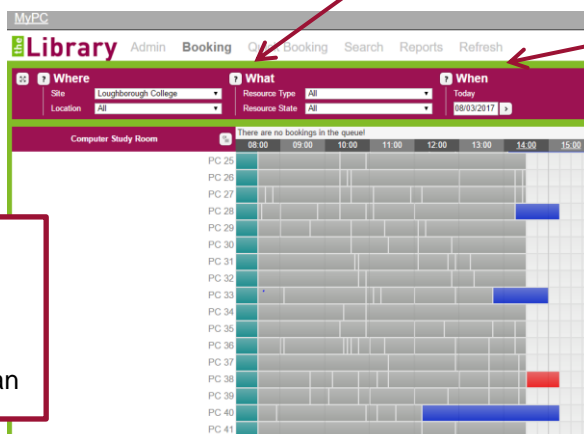 MyPC
the Library Admin Booking Quick Booking Search Reports Refresh
? Where ? What ? When
Site Loughborough College Resource Type All Today
Location All Resource State All 08/03/2017 >
Computer Study Room There are no bookings in the queue!
08:00 09:00 10:00 11:00 12:00 13:00 14:00 15:00
PC 25
PC 26
PC 27
PC 28
PC 29
PC 30
PC 31
PC 32
PC 33
PC 34
PC 35
PC 36
PC 37
PC 38
an
PC 39
PC 40
PC 41